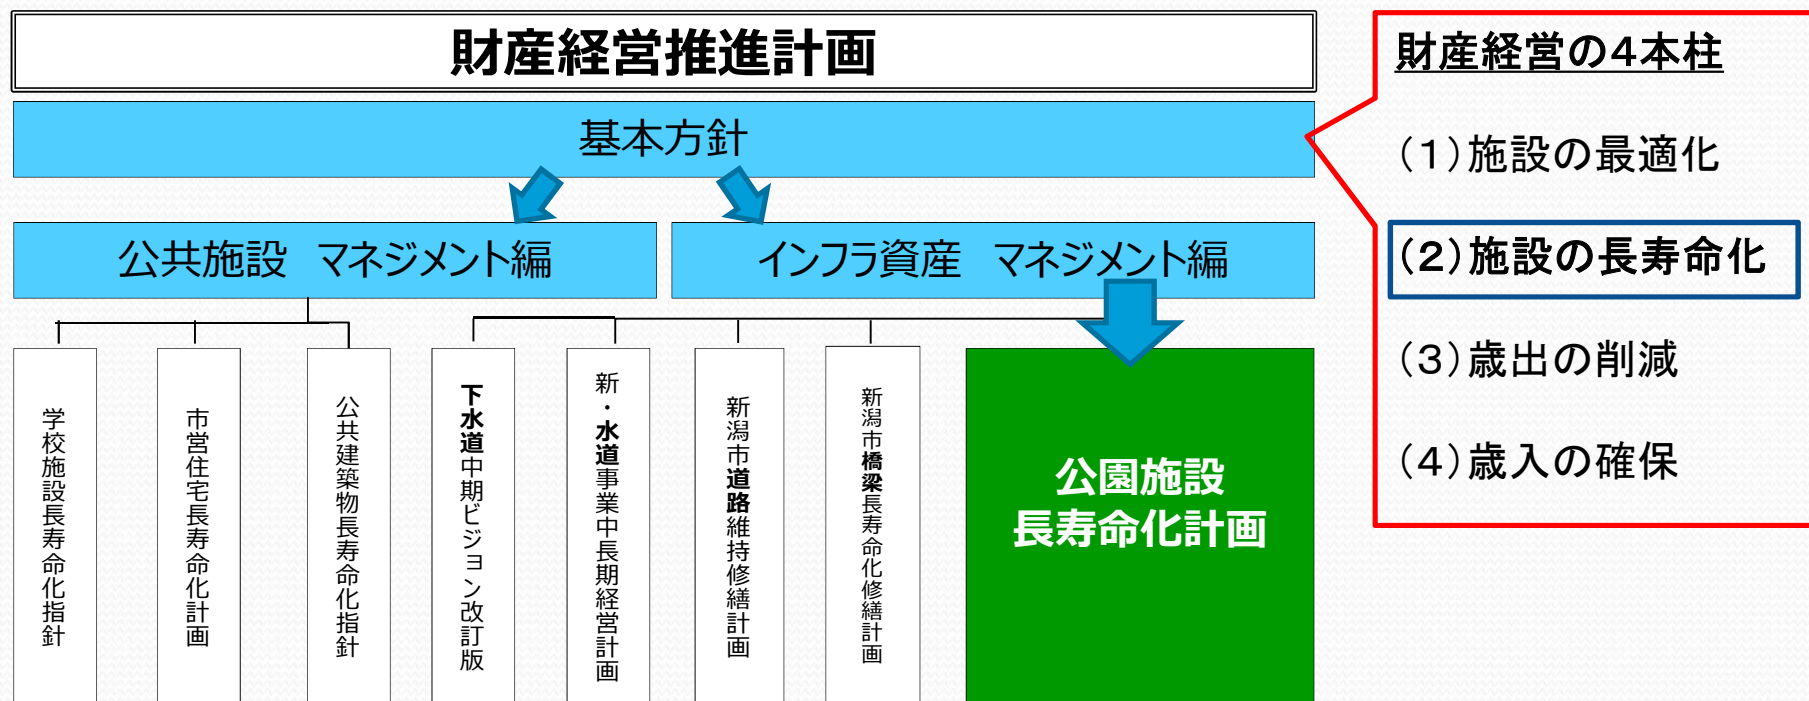 財産経営推進計画
基本方針
公共施設　マネジメント編
インフラ資産　マネジメント編
学校施設長寿命化指針
市営住宅長寿命化計画
公共建築物長寿命化指針
下水道中期ビジョン改訂版
新・水道事業中長期経営計画
新潟市道路維持修繕計画
新潟市橋梁長寿命化修繕計画
公園施設
長寿命化計画
財産経営の4本柱
(1)施設の最適化
(2)施設の長寿命化
(3)歳出の削減
(4)歳入の確保